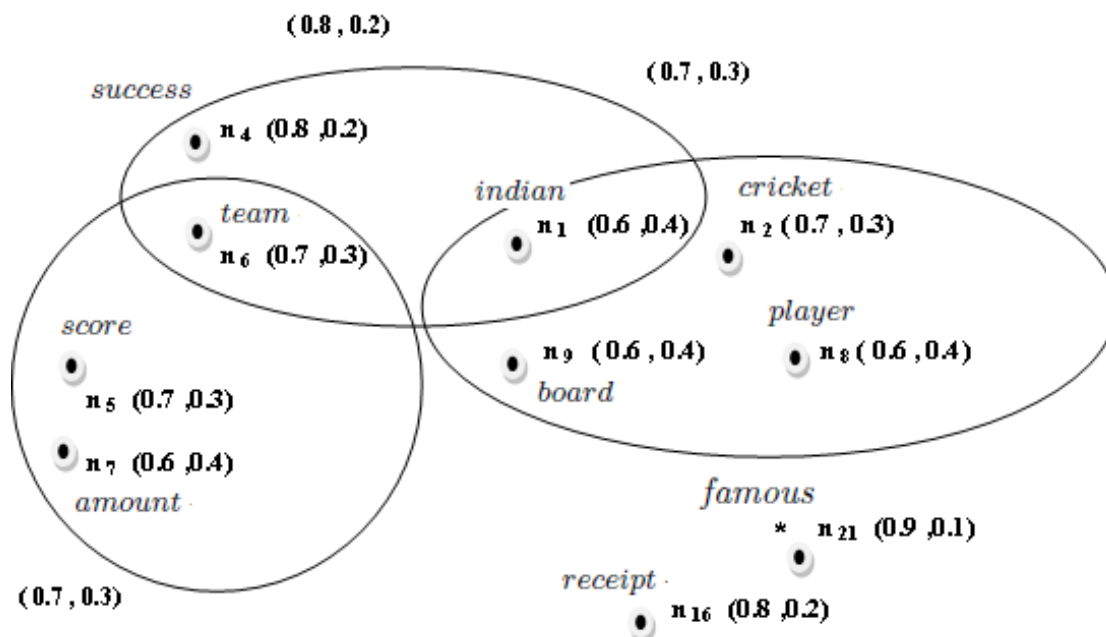 (0.8 , 0.2)
(0.7 , 0.3)
success
n4 (0.8 ,0.2)
indian
cricket
team
n1 (0.6 ,0.4)
n2 (0.7 , 0.3)
n6 (0.7 ,0.3)
score
player
n9 (0.6 , 0.4)
n8 (0.6 ,0.4)
board
n5 (0.7 ,0.3)
n7 (0.6 ,0.4)
amount
famous
* n21 (0.9 ,0.1)
receipt
(0.7 , 0.3)
n16 (0.8 ,0.2)